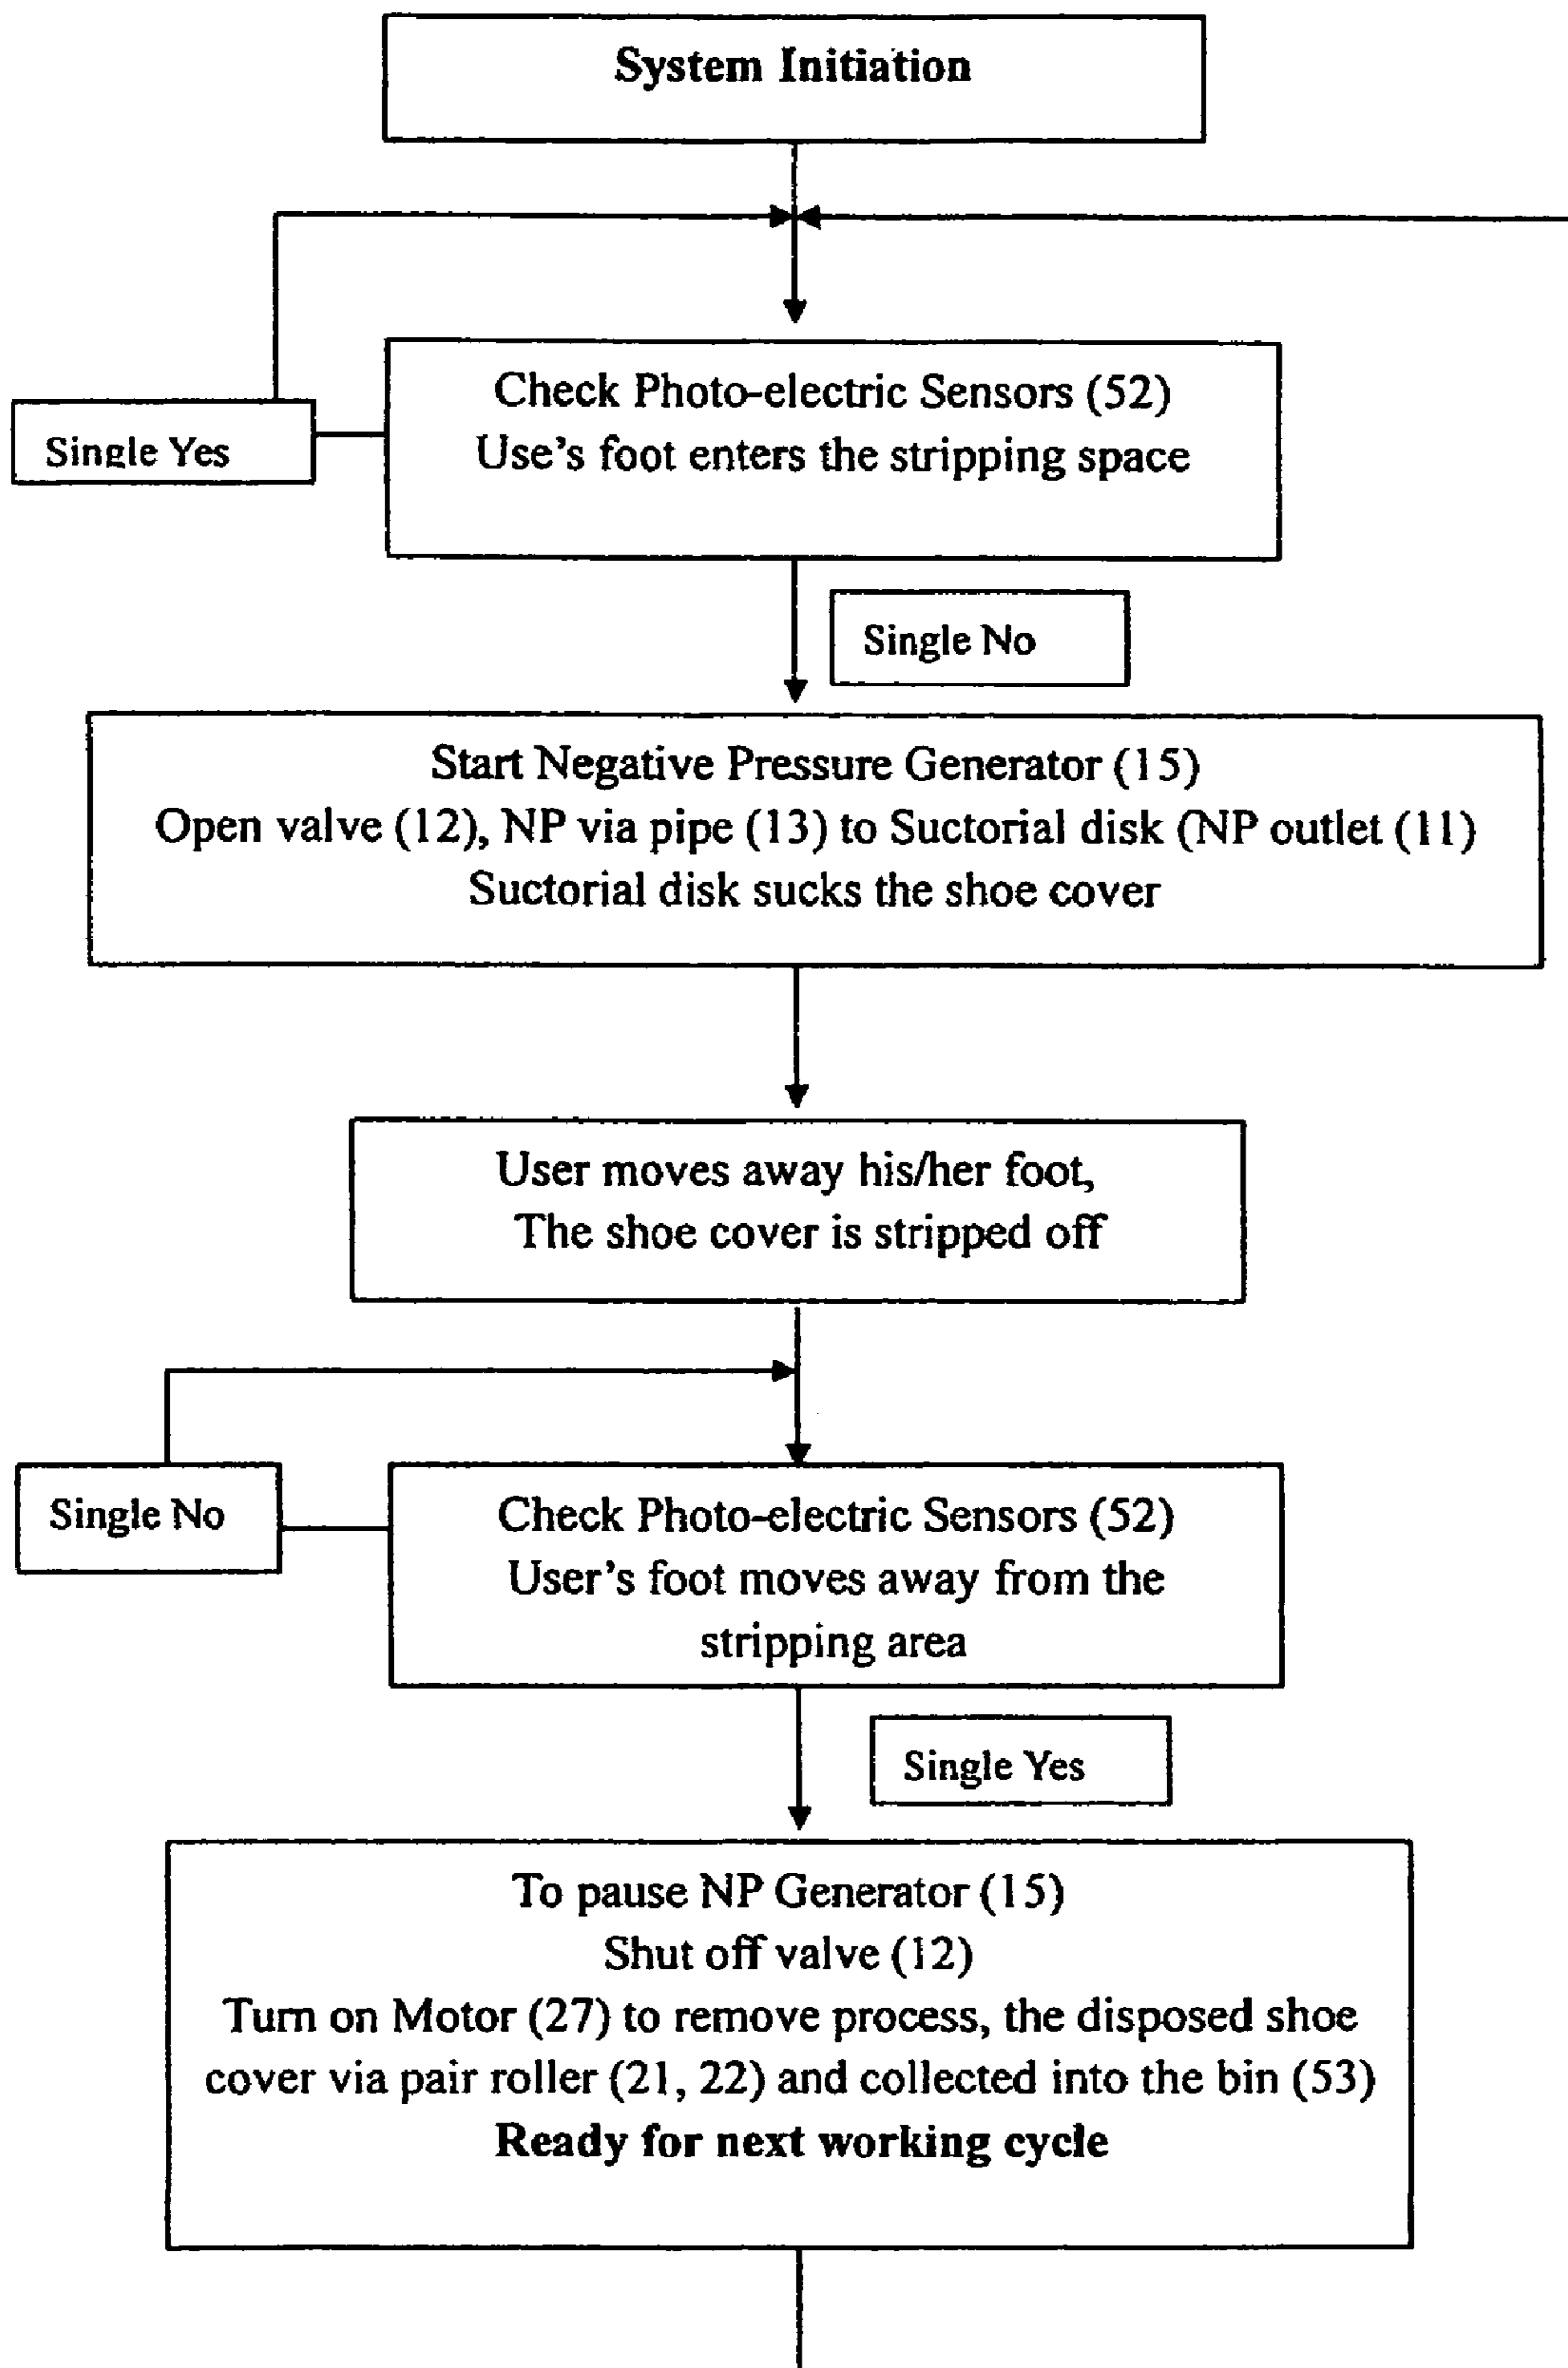 System Initiation
Check Photo-electric Sensors (52)
Use's foot enters the stripping space
Single Yes
Single No
Start Negative Pressure Generator (15)
Open valve (12), NP via pipe (13) to Suctorial disk (NP outlet (11)
Suctorial disk sucks the shoe cover
User moves away his/her foot,
The shoe cover is stripped off
Single No
Check Photo-electric Sensors (52)
User's foot moves away from the
stripping area
Single Yes
To pause NP Generator (15)
Shut off valve (12)
Turn on Motor (27) to remove process, the disposed shoe
cover via pair roller (21, 22) and collected into the bin (53)
Ready for next working cycle